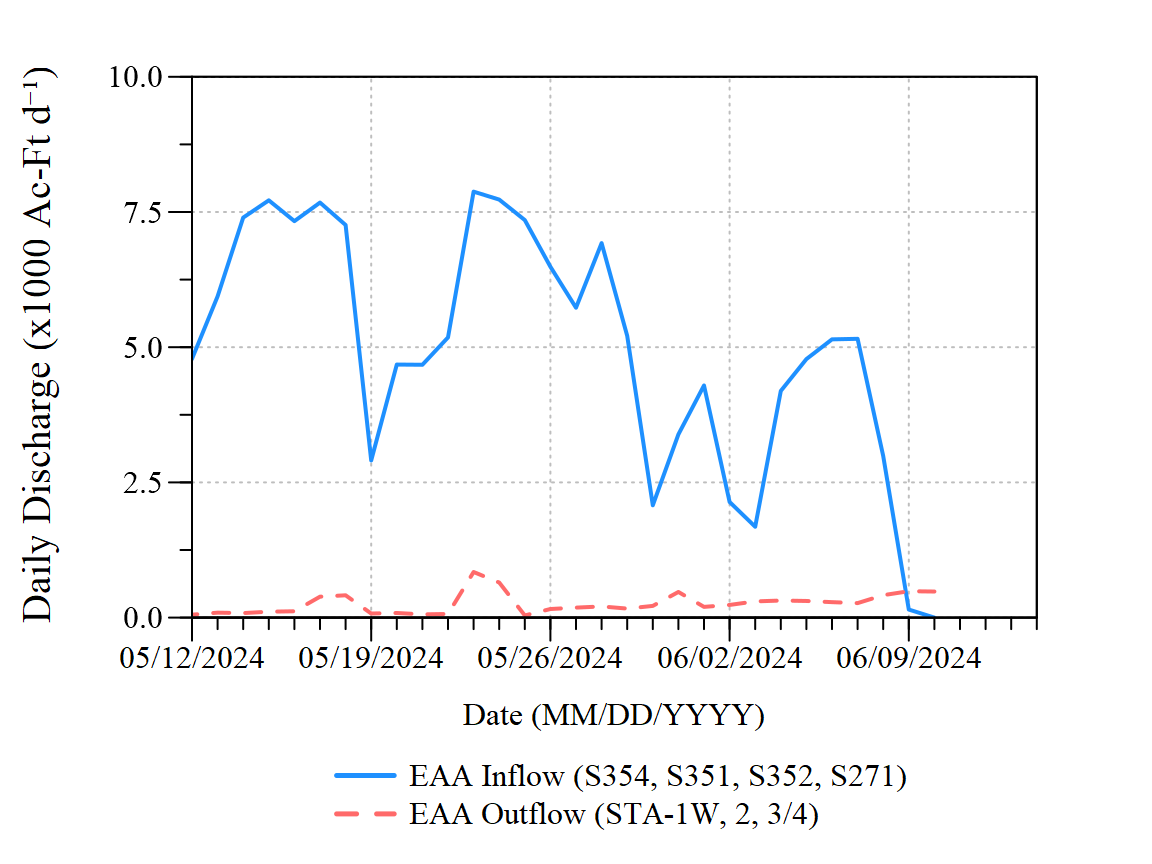 Daily Discharge (x1000 Ac-Ft d⁻¹)
10.0
7.5
5.0
2.5
0.0
05/12/2024 05/19/2024 05/26/2024 06/02/2024 06/09/2024
Date (MM/DD/YYYY)
EAA Inflow (S354, S351, S352, S271)
EAA Outflow (STA-1W, 2, 3/4)